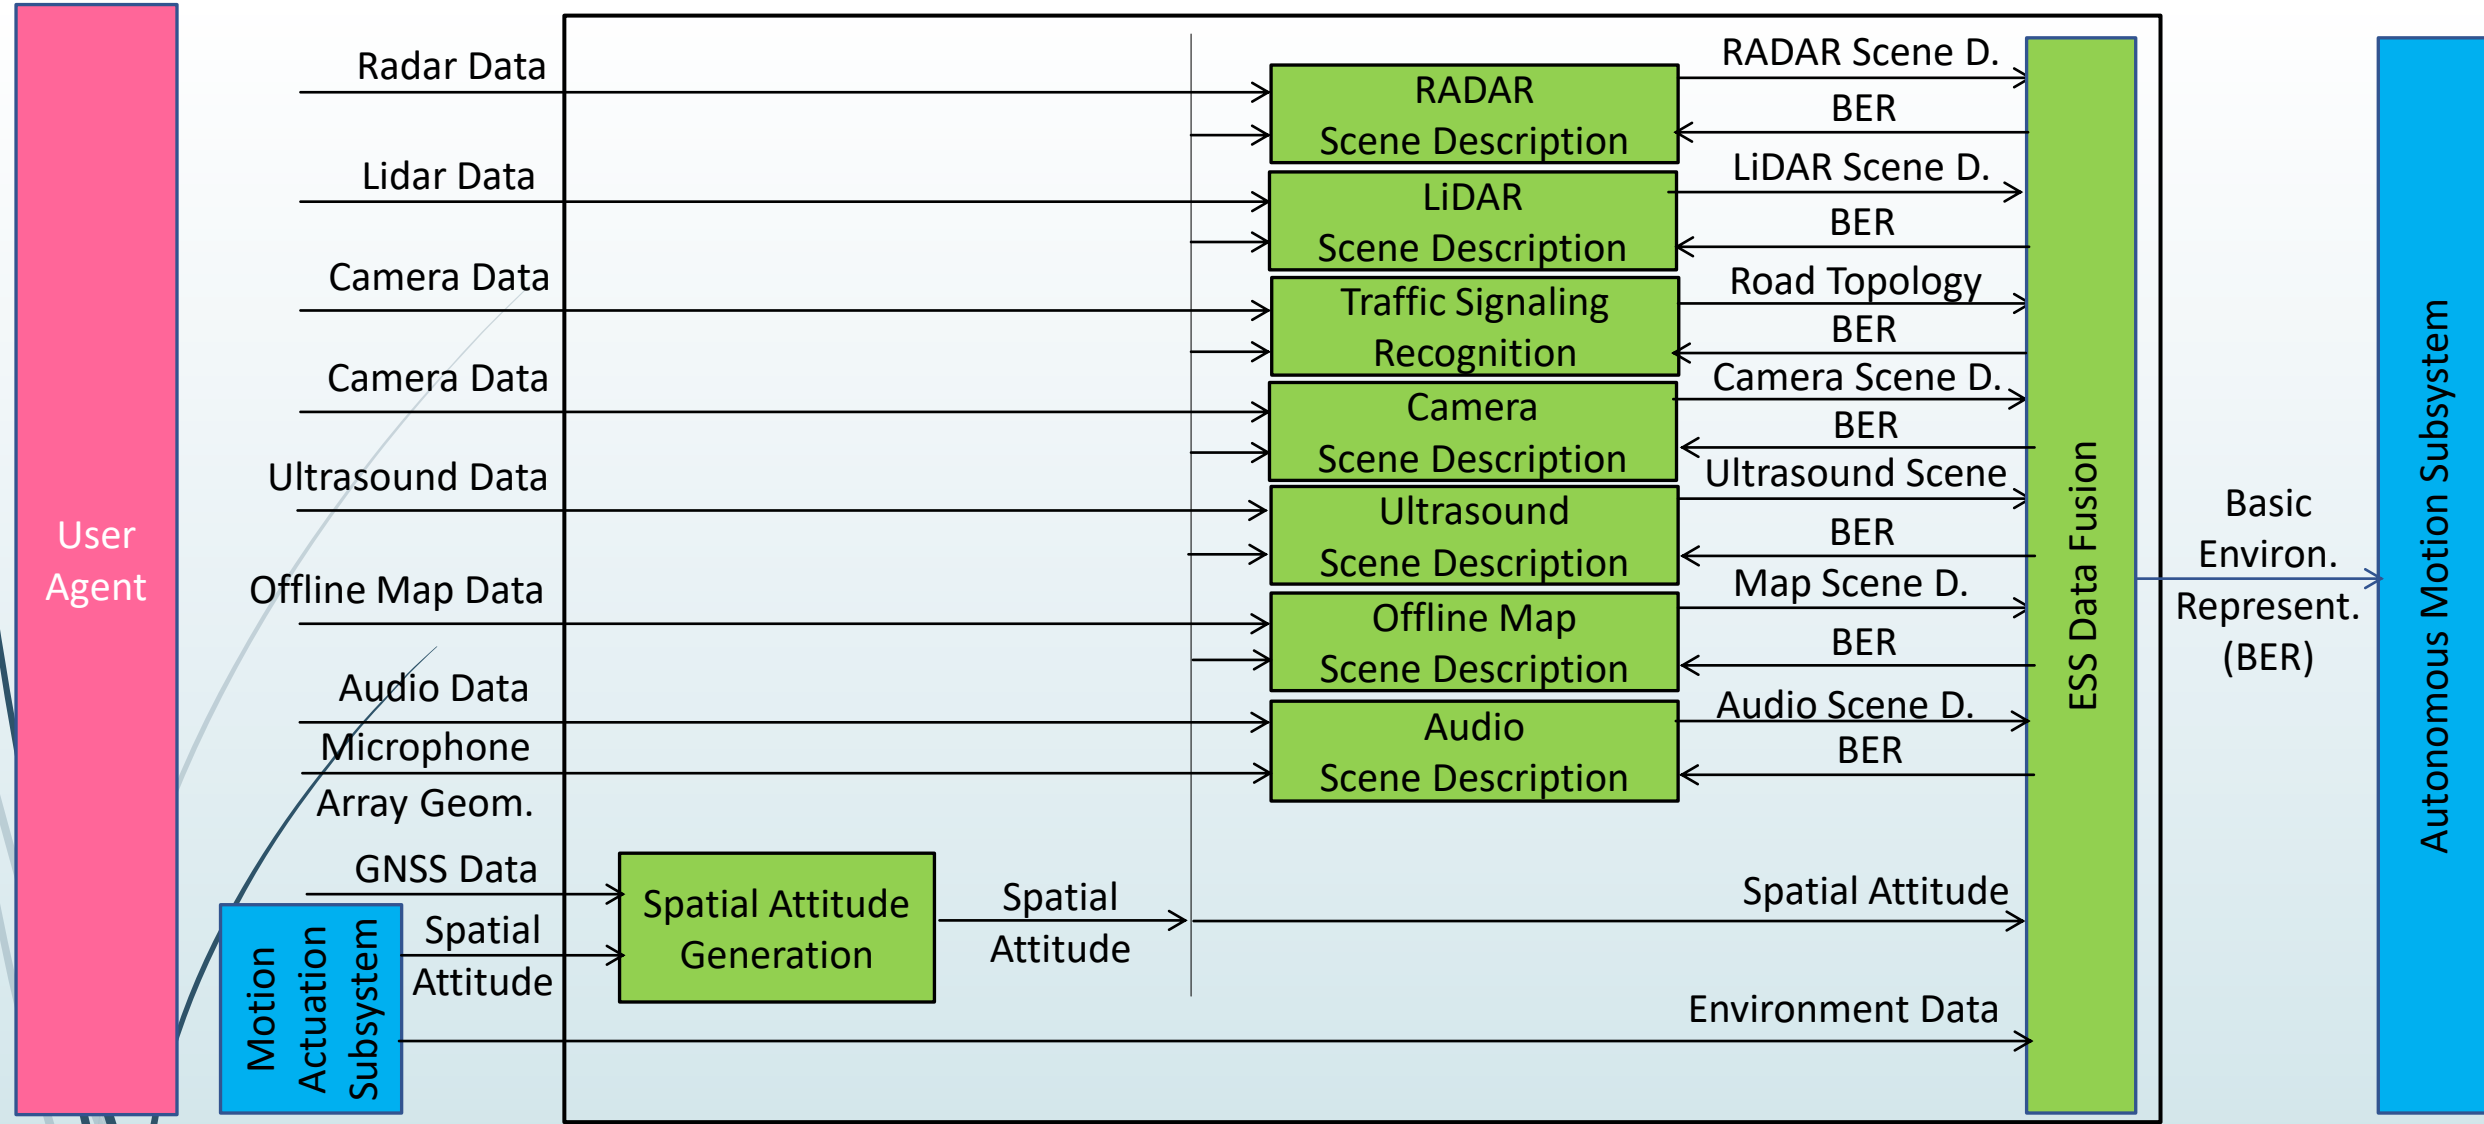 User
Agent
Radar Data
Lidar Data
Camera Data
Camera Data
Ultrasound Data
Offline Map Data
Audio Data
Microphone
Array Geom.
GNSS Data
Spatial
Attitude
Motion
Actuation
Subsystem
Spatial Attitude
Generation
Spatial
Attitude
RADAR
Scene Description
LiDAR
Scene Description
Traffic Signaling
Recognition
Camera
Scene Description
Ultrasound
Scene Description
Offline Map
Scene Description
Audio
Scene Description
RADAR Scene D.
BER
LiDAR Scene D.
BER
Road Topology
BER
Camera Scene D.
BER
Ultrasound Scene
BER
Map Scene D.
BER
Audio Scene D.
BER
Spatial Attitude
Environment Data
ESS Data Fusion
Basic
Environ.
Represent.
(BER)
Autonomous Motion Subsystem